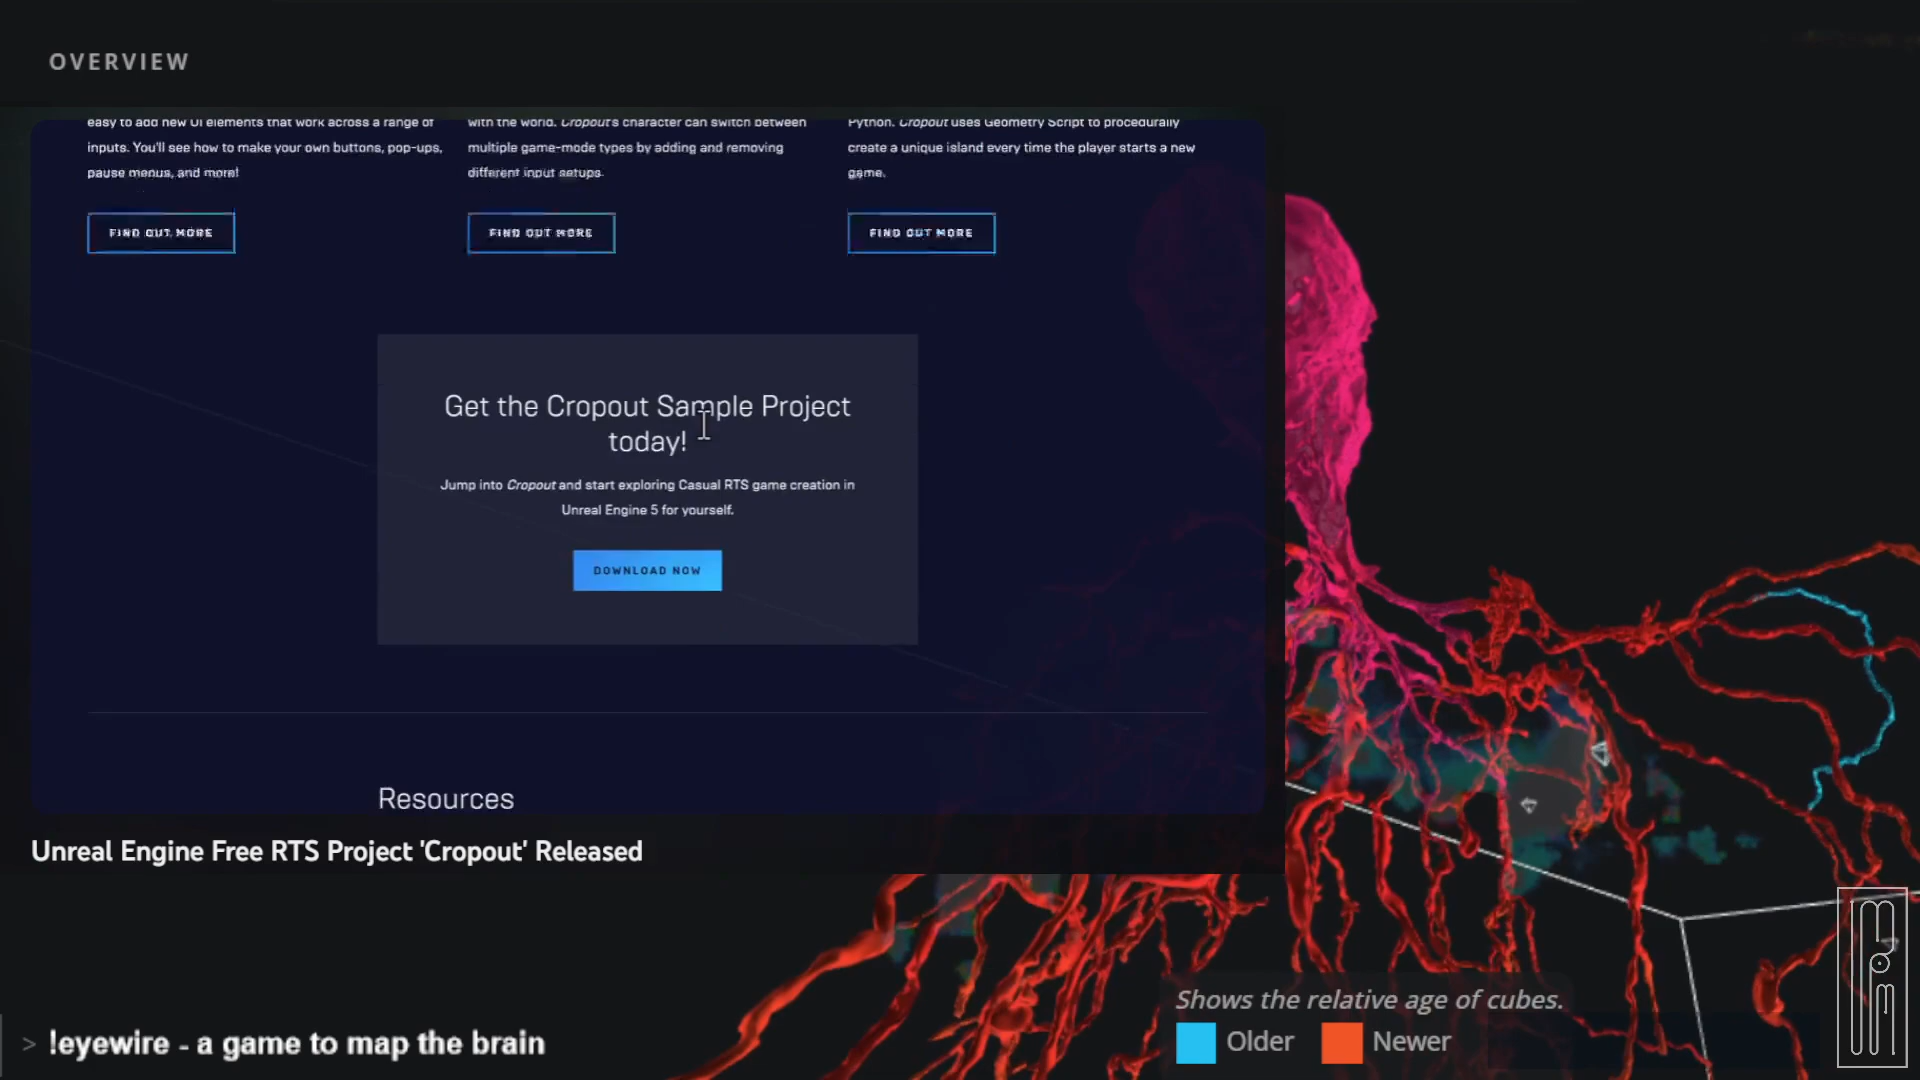 OVERVIEW
easy to add new UI elements that work across a range of
inputs. You'll see how to make your own buttons, pop-ups,
pause menus, and more!
FIND OUT MORE
with the world. Cropout's character can switch between
multiple game-mode types by adding and removing
different input setups.
FIND OUT MORE
Python. Cropout uses Geometry Script to procedurally
create a unique island every time the player starts a new
game.
FIND OUT MORE
Get the Cropout Sample Project
today!
Jump into Cropout and start exploring Casual RTS game creation in
Unreal Engine 5 for yourself.
DOWNLOAD NOW
Resources
Unreal Engine Free RTS Project 'Cropout' Released
> !eyewire - a game to map the brain
Shows the relative age of cubes.
Older Newer